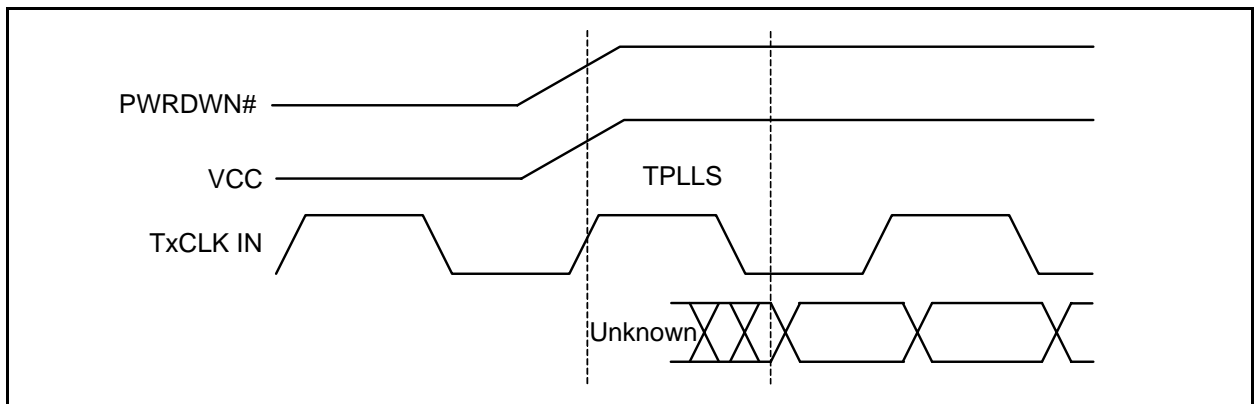 PWRDWN#
VCC
TPLLS
TxCLK IN
Unknown